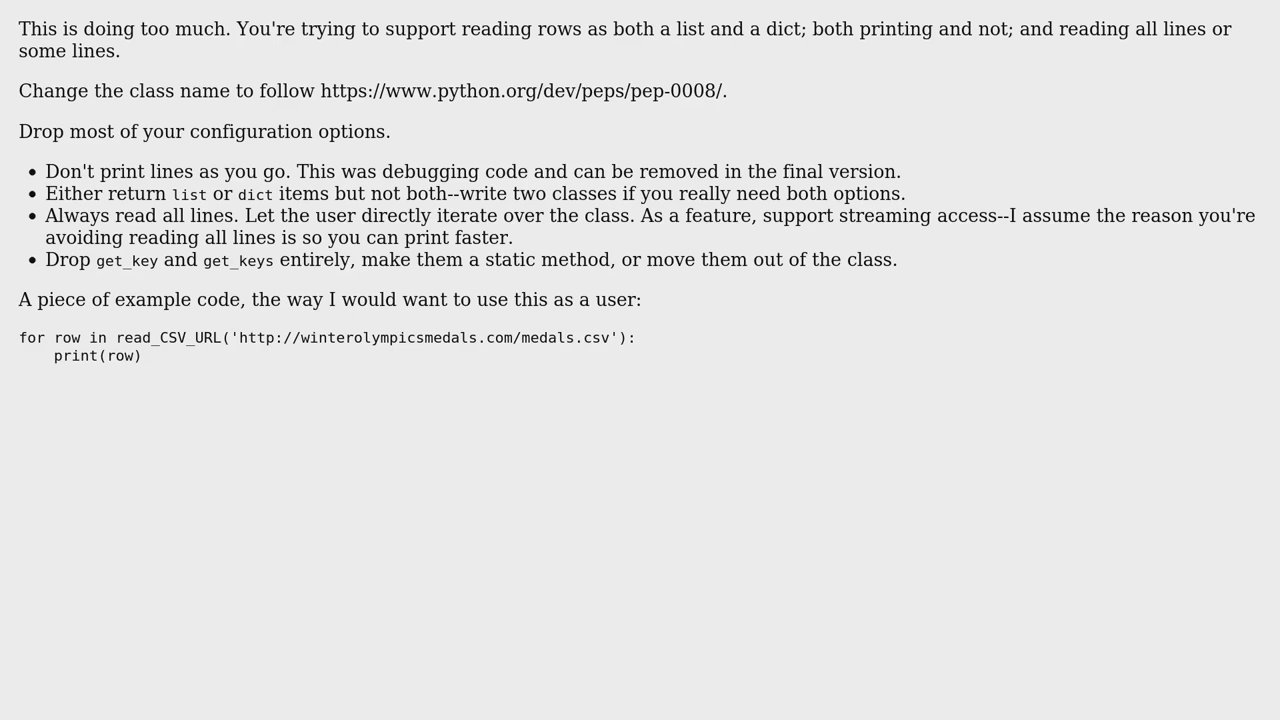 This is doing too much. You're trying to support reading rows as both a list and a dict; both printing and not; and reading all lines or
some lines.
Change the class name to follow https://www.python.org/dev/peps/pep-0008/.
Drop most of your configuration options.
• Don't print lines as you go. This was debugging code and can be removed in the final version.
• Either return list or dict items but not both--write two classes if you really need both options.
• Always read all lines. Let the user directly iterate over the class. As a feature, support streaming access--I assume the reason you're
avoiding reading all lines is so you can print faster.
• Drop get_key and get_keys entirely, make them a static method, or move them out of the class.
A piece of example code, the way I would want to use this as a user:
for row in read_CSV_URL('http://winterolympicsmedals.com/medals.csv'):
    print(row)